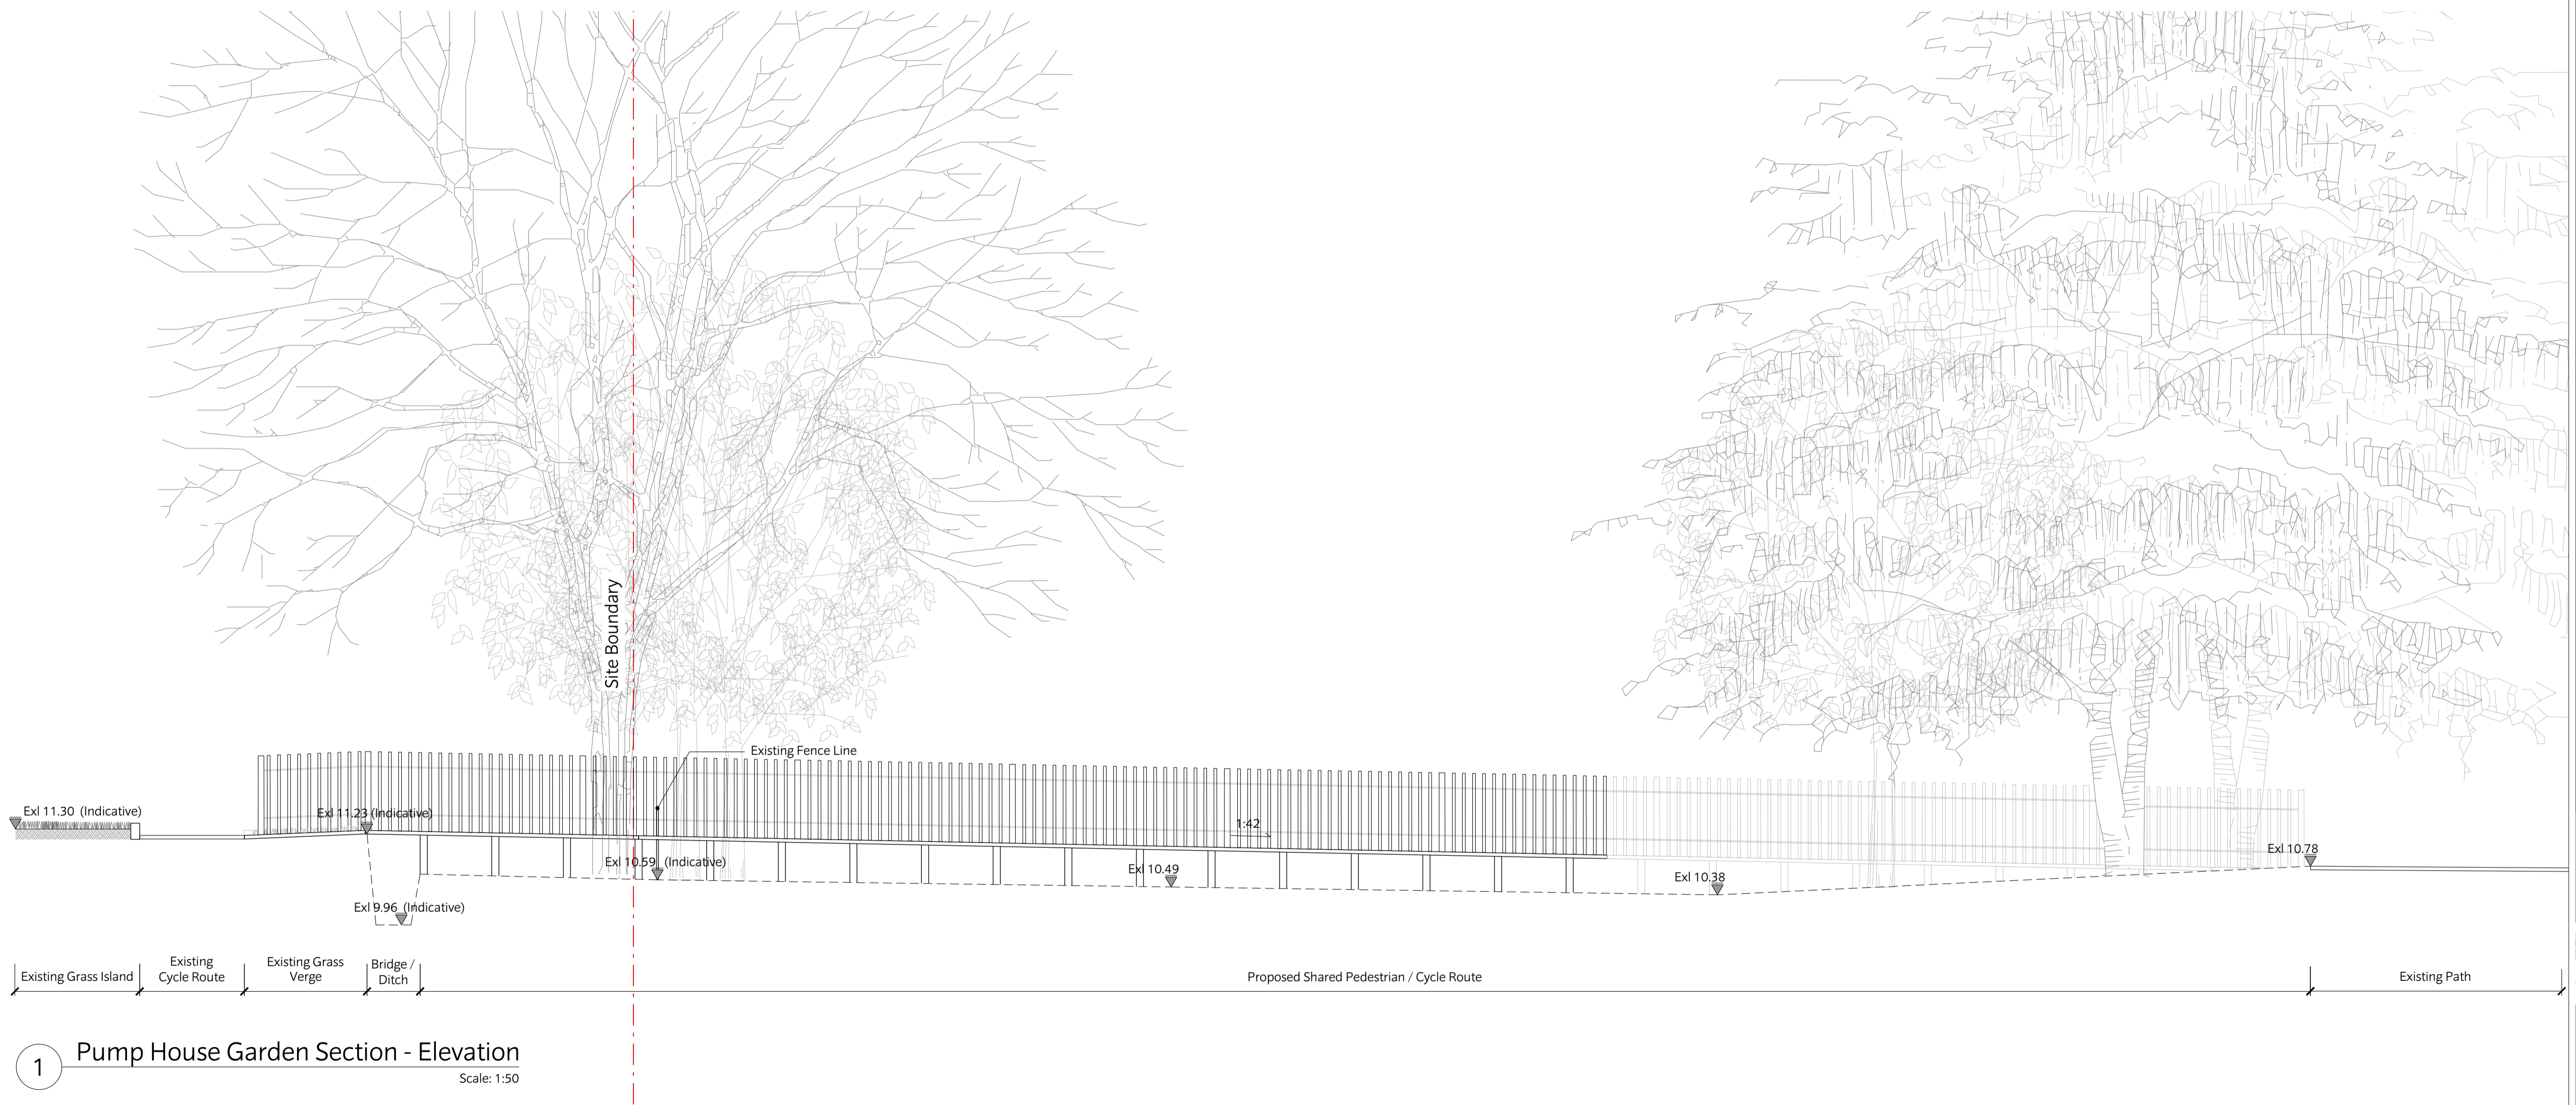 Site Boundary
Existing Fence Line
Exl 11.30 (Indicative)
Exl 11.23 (Indicative)
1:42
Exl 10.59 (Indicative)
Exl 10.49
Exl 10.38
Exl 10.78
Exl 9.96 (Indicative)
Existing Grass Island
Existing
Cycle Route
Existing Grass
Verge
Bridge /
Ditch
Proposed Shared Pedestrian / Cycle Route
Existing Path
1
Pump House Garden Section - Elevation
Scale: 1:50